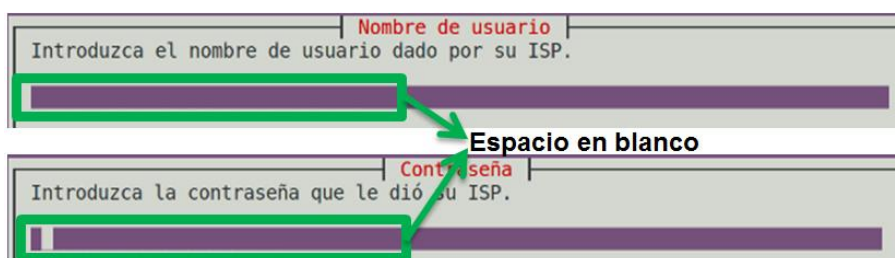 Nombre de usuario
Introduzca el nombre de usuario dado por su ISP.
Espacio en blanco
Contraseña
Introduzca la contraseña que le dió su ISP.